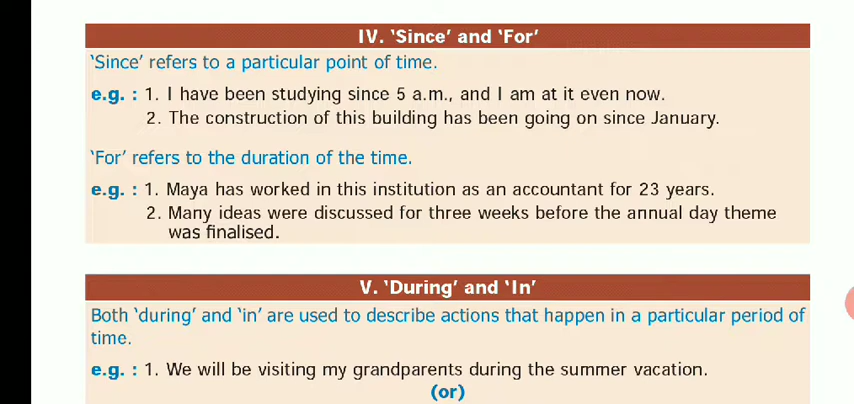 IV. ‘Since’ and ‘For’
‘Since’ refers to a particular point of time.
e.g. : 1. I have been studying since 5 a.m., and I am at it even now.
2. The construction of this building has been going on since January.
‘For’ refers to the duration of the time.
e.g. : 1. Maya has worked in this institution as an accountant for 23 years.
2. Many ideas were discussed for three weeks before the annual day theme
was finalised.
V. ‘During’ and ‘In’
Both ‘during’ and ‘in’ are used to describe actions that happen in a particular period of
time.
e.g. : 1. We will be visiting my grandparents during the summer vacation.
(or)